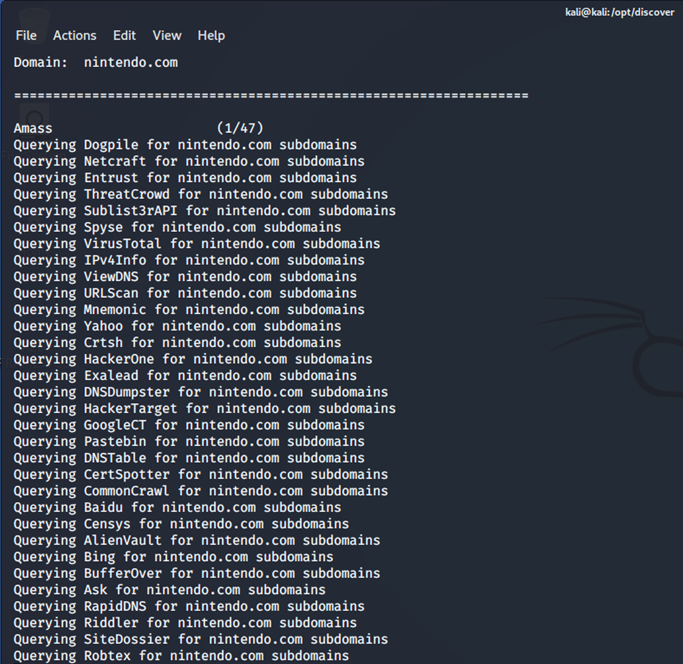 kali@kali:/opt/discover
File Actions Edit View Help
Domain: nintendo.com
==================================================================
Amass (1/47)
Querying Dogpile for nintendo.com subdomains
Querying Netcraft for nintendo.com subdomains
Querying Entrust for nintendo.com subdomains
Querying ThreatCrowd for nintendo.com subdomains
Querying Sublist3rAPI for nintendo.com subdomains
Querying Spyse for nintendo.com subdomains
Querying VirusTotal for nintendo.com subdomains
Querying IPv4Info for nintendo.com subdomains
Querying ViewDNS for nintendo.com subdomains
Querying URLScan for nintendo.com subdomains
Querying Mnemonic for nintendo.com subdomains
Querying Yahoo for nintendo.com subdomains
Querying Crtsh for nintendo.com subdomains
Querying HackerOne for nintendo.com subdomains
Querying Exalead for nintendo.com subdomains
Querying DNSDumpster for nintendo.com subdomains
Querying HackerTarget for nintendo.com subdomains
Querying GoogleCT for nintendo.com subdomains
Querying Pastebin for nintendo.com subdomains
Querying DNSTable for nintendo.com subdomains
Querying CertSpotter for nintendo.com subdomains
Querying CommonCrawl for nintendo.com subdomains
Querying Baidu for nintendo.com subdomains
Querying Censys for nintendo.com subdomains
Querying AlienVault for nintendo.com subdomains
Querying Bing for nintendo.com subdomains
Querying BufferOver for nintendo.com subdomains
Querying Ask for nintendo.com subdomains
Querying RapidDNS for nintendo.com subdomains
Querying Riddler for nintendo.com subdomains
Querying SiteDossier for nintendo.com subdomains
Querying Robtex for nintendo.com subdomains